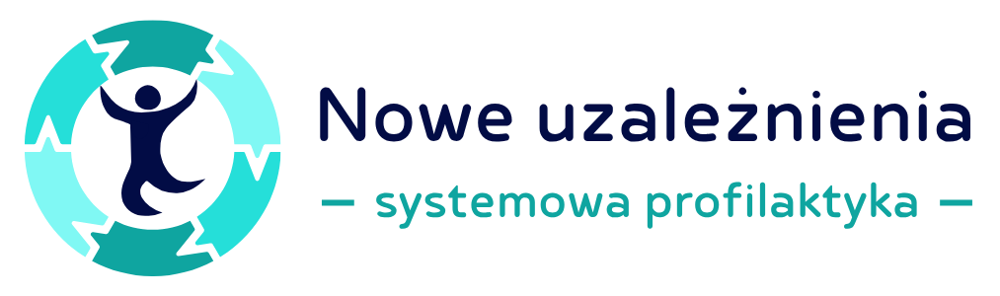 Nowe uzależnienia
– systemowa profilaktyka –